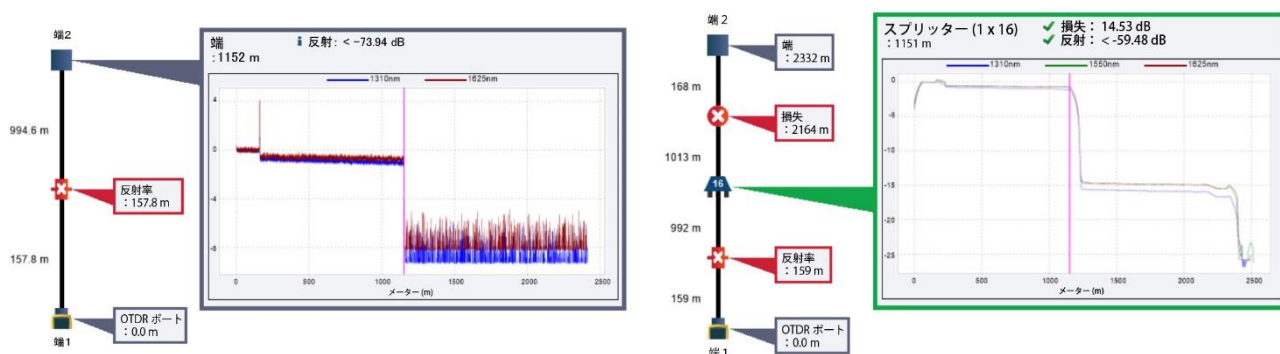 端2
994.6 m
反射率
: 157.8 m
157.8 m
OTDR ポート
: 0.0 m
端1
端
: 1152 m
i 反射: < -73.94 dB
1310nm
1625nm
4
0
-4
-8
0
500
1000
1500
2000
2500
メーター (m)
端 2
端
: 2332 m
168 m
損失
: 2164 m
1013 m
16
992 m
反射率
: 159 m
159 m
OTDR ポート
: 0.0 m
端 1
スプリッター (1 x 16)
: 1151 m
損失: 14.53 dB
反射: < -59.48 dB
1310nm
1550nm
1625nm
0
-5
-10
-15
-20
-25
0
500
1000
1500
2000
2500
メーター (m)